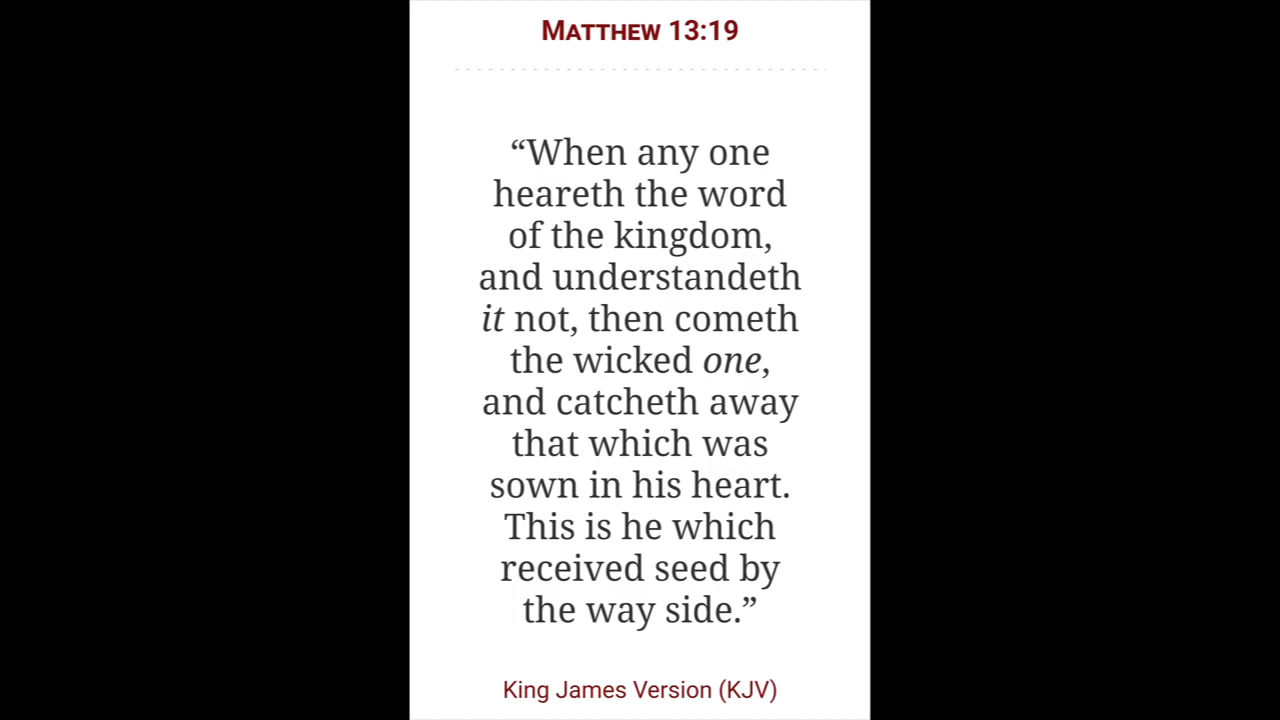 MATTHEW 13:19
“When any one
heareth the word
of the kingdom,
and understandeth
it not, then cometh
the wicked one,
and catcheth away
that which was
sown in his heart.
This is he which
received seed by
the way side.”
King James Version (KJV)